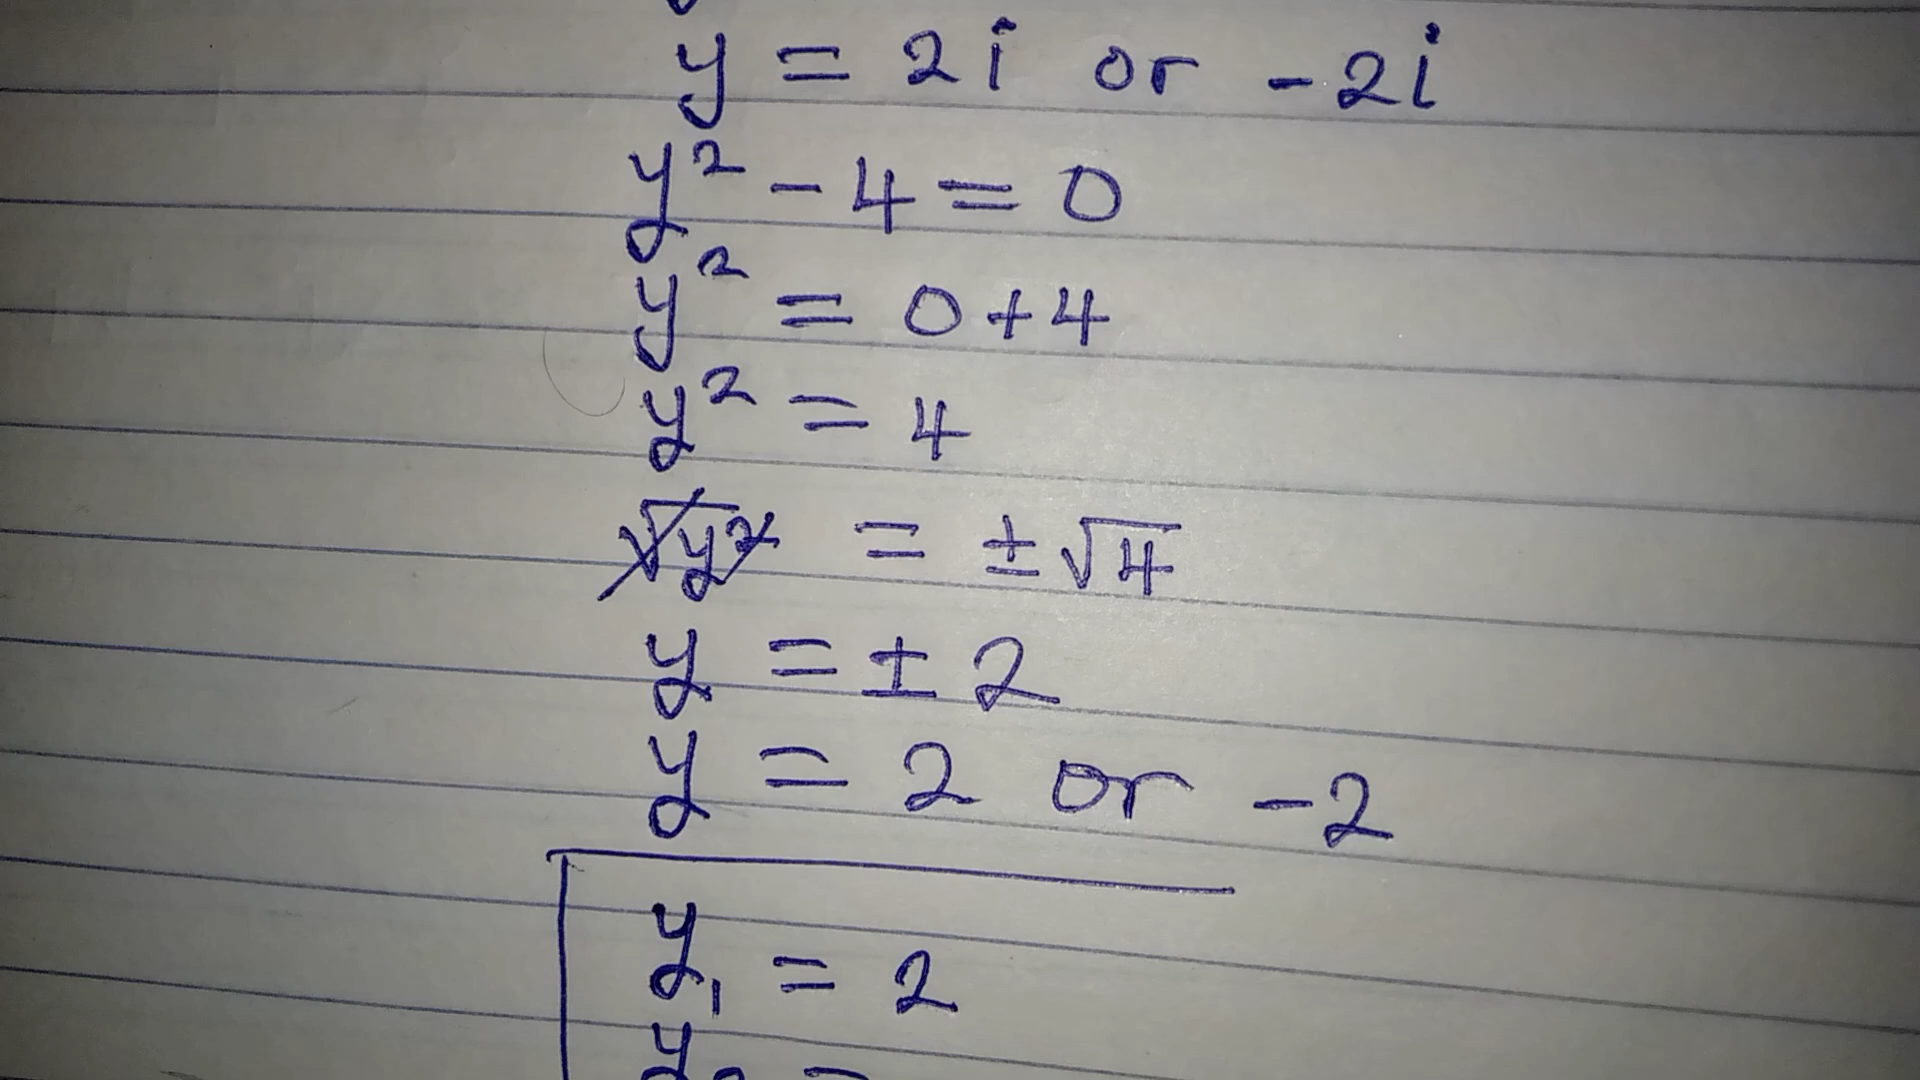 y = 2i or -2i
y² - 4 = 0
y² = 0 + 4
y² = 4
√y² = ±√4
y = ± 2
y = 2 or -2
y₁ = 2
y₂ =